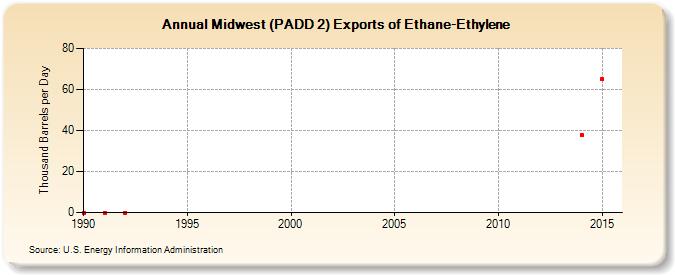 Annual Midwest (PADD 2) Exports of Ethane-Ethylene
Thousand Barrels per Day
80
60
40
20
0
1990 1995 2000 2005 2010 2015
Source: U.S. Energy Information Administration